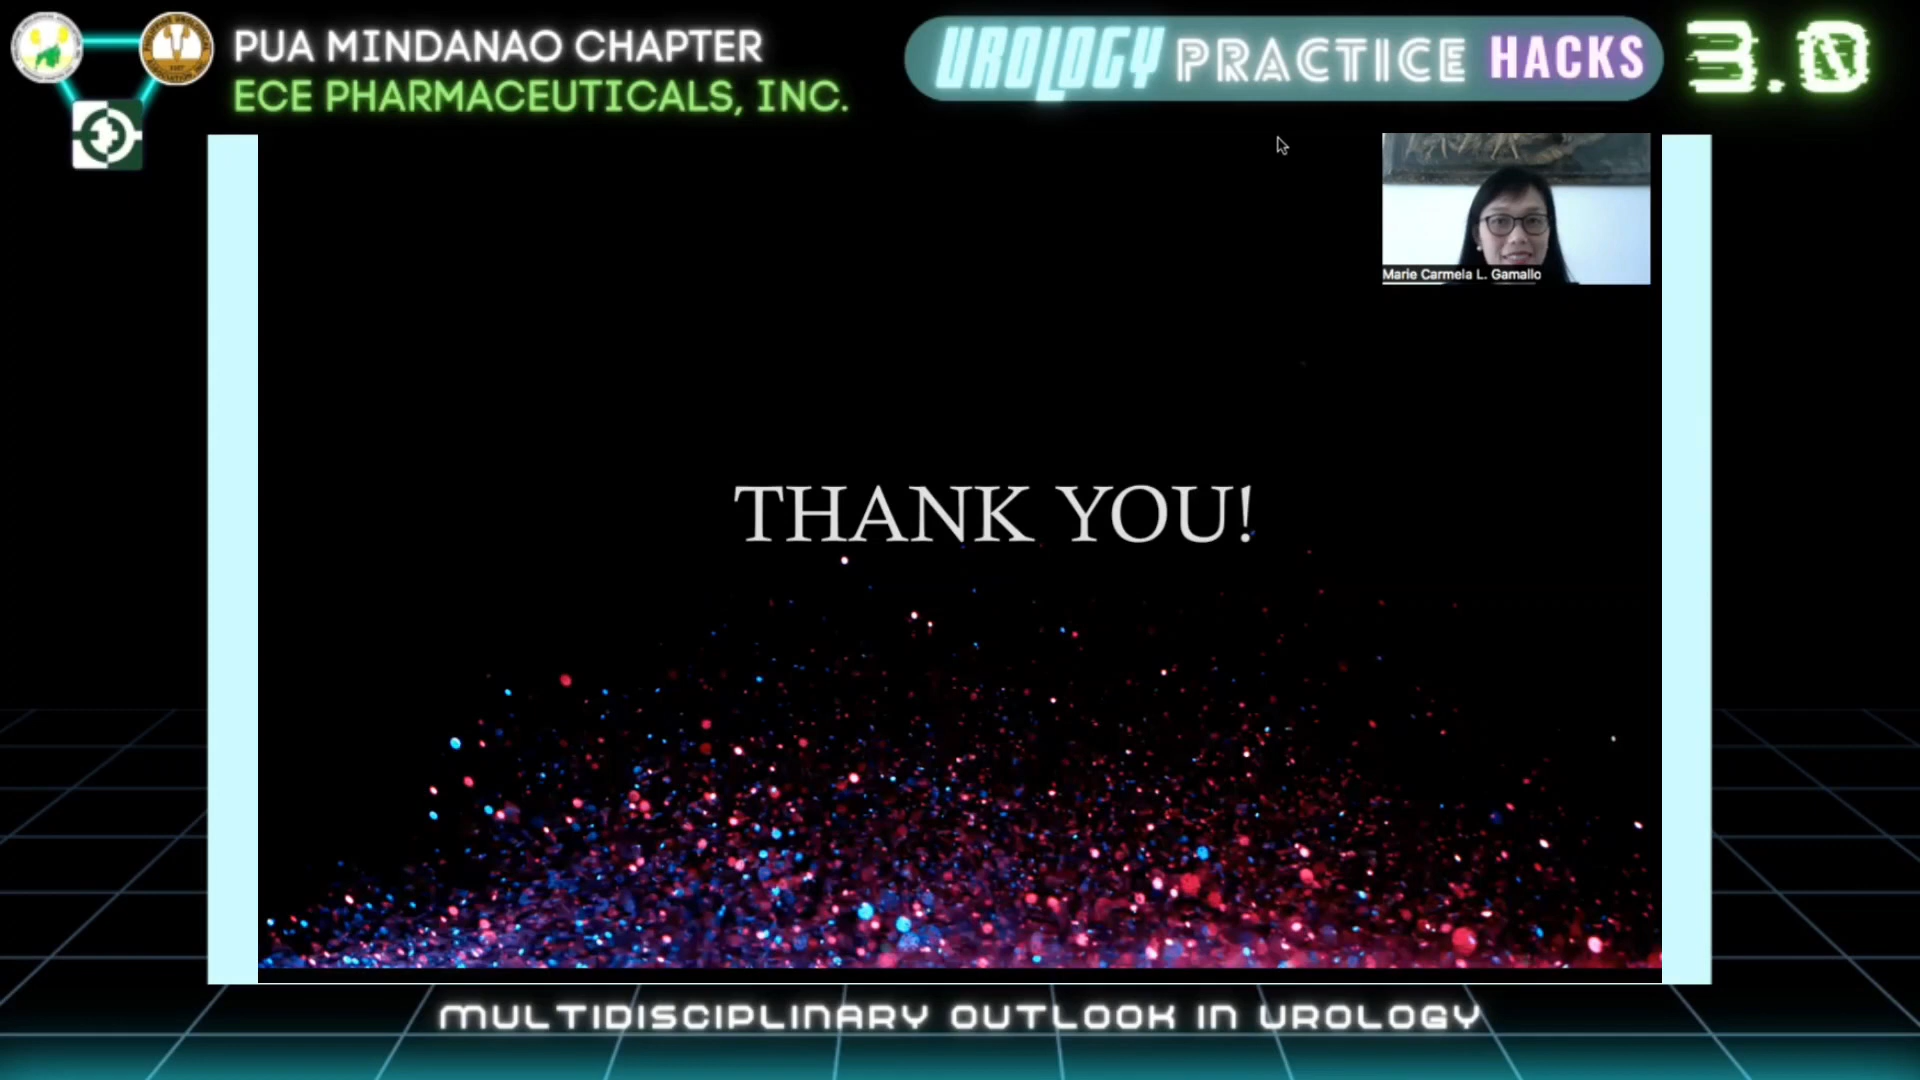 PUA MINDANAO CHAPTER
ECE PHARMACEUTICALS, INC.
UROLOGY PRACTICE HACKS 3.0
Marie Carmela L. Gamallo
THANK YOU!
MULTIDISCIPLINARY OUTLOOK IN UROLOGY